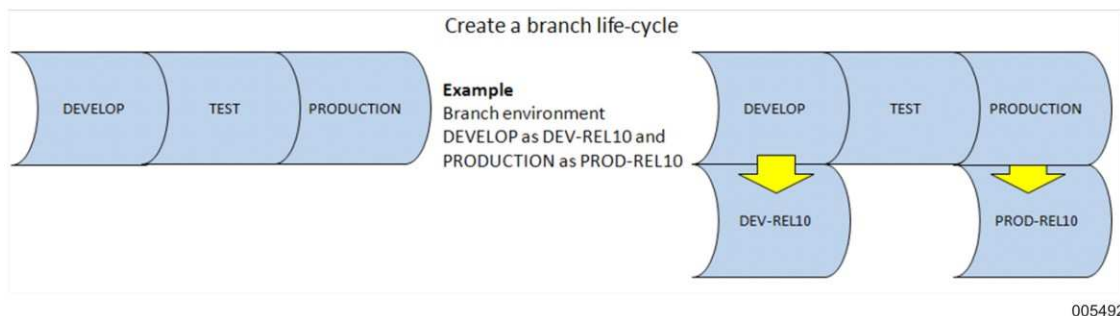 Create a branch life-cycle
DEVELOP
TEST
PRODUCTION
Example
Branch environment
DEVELOP as DEV-REL10 and
PRODUCTION as PROD-REL10
DEVELOP
TEST
PRODUCTION
DEV-REL10
PROD-REL10
005492